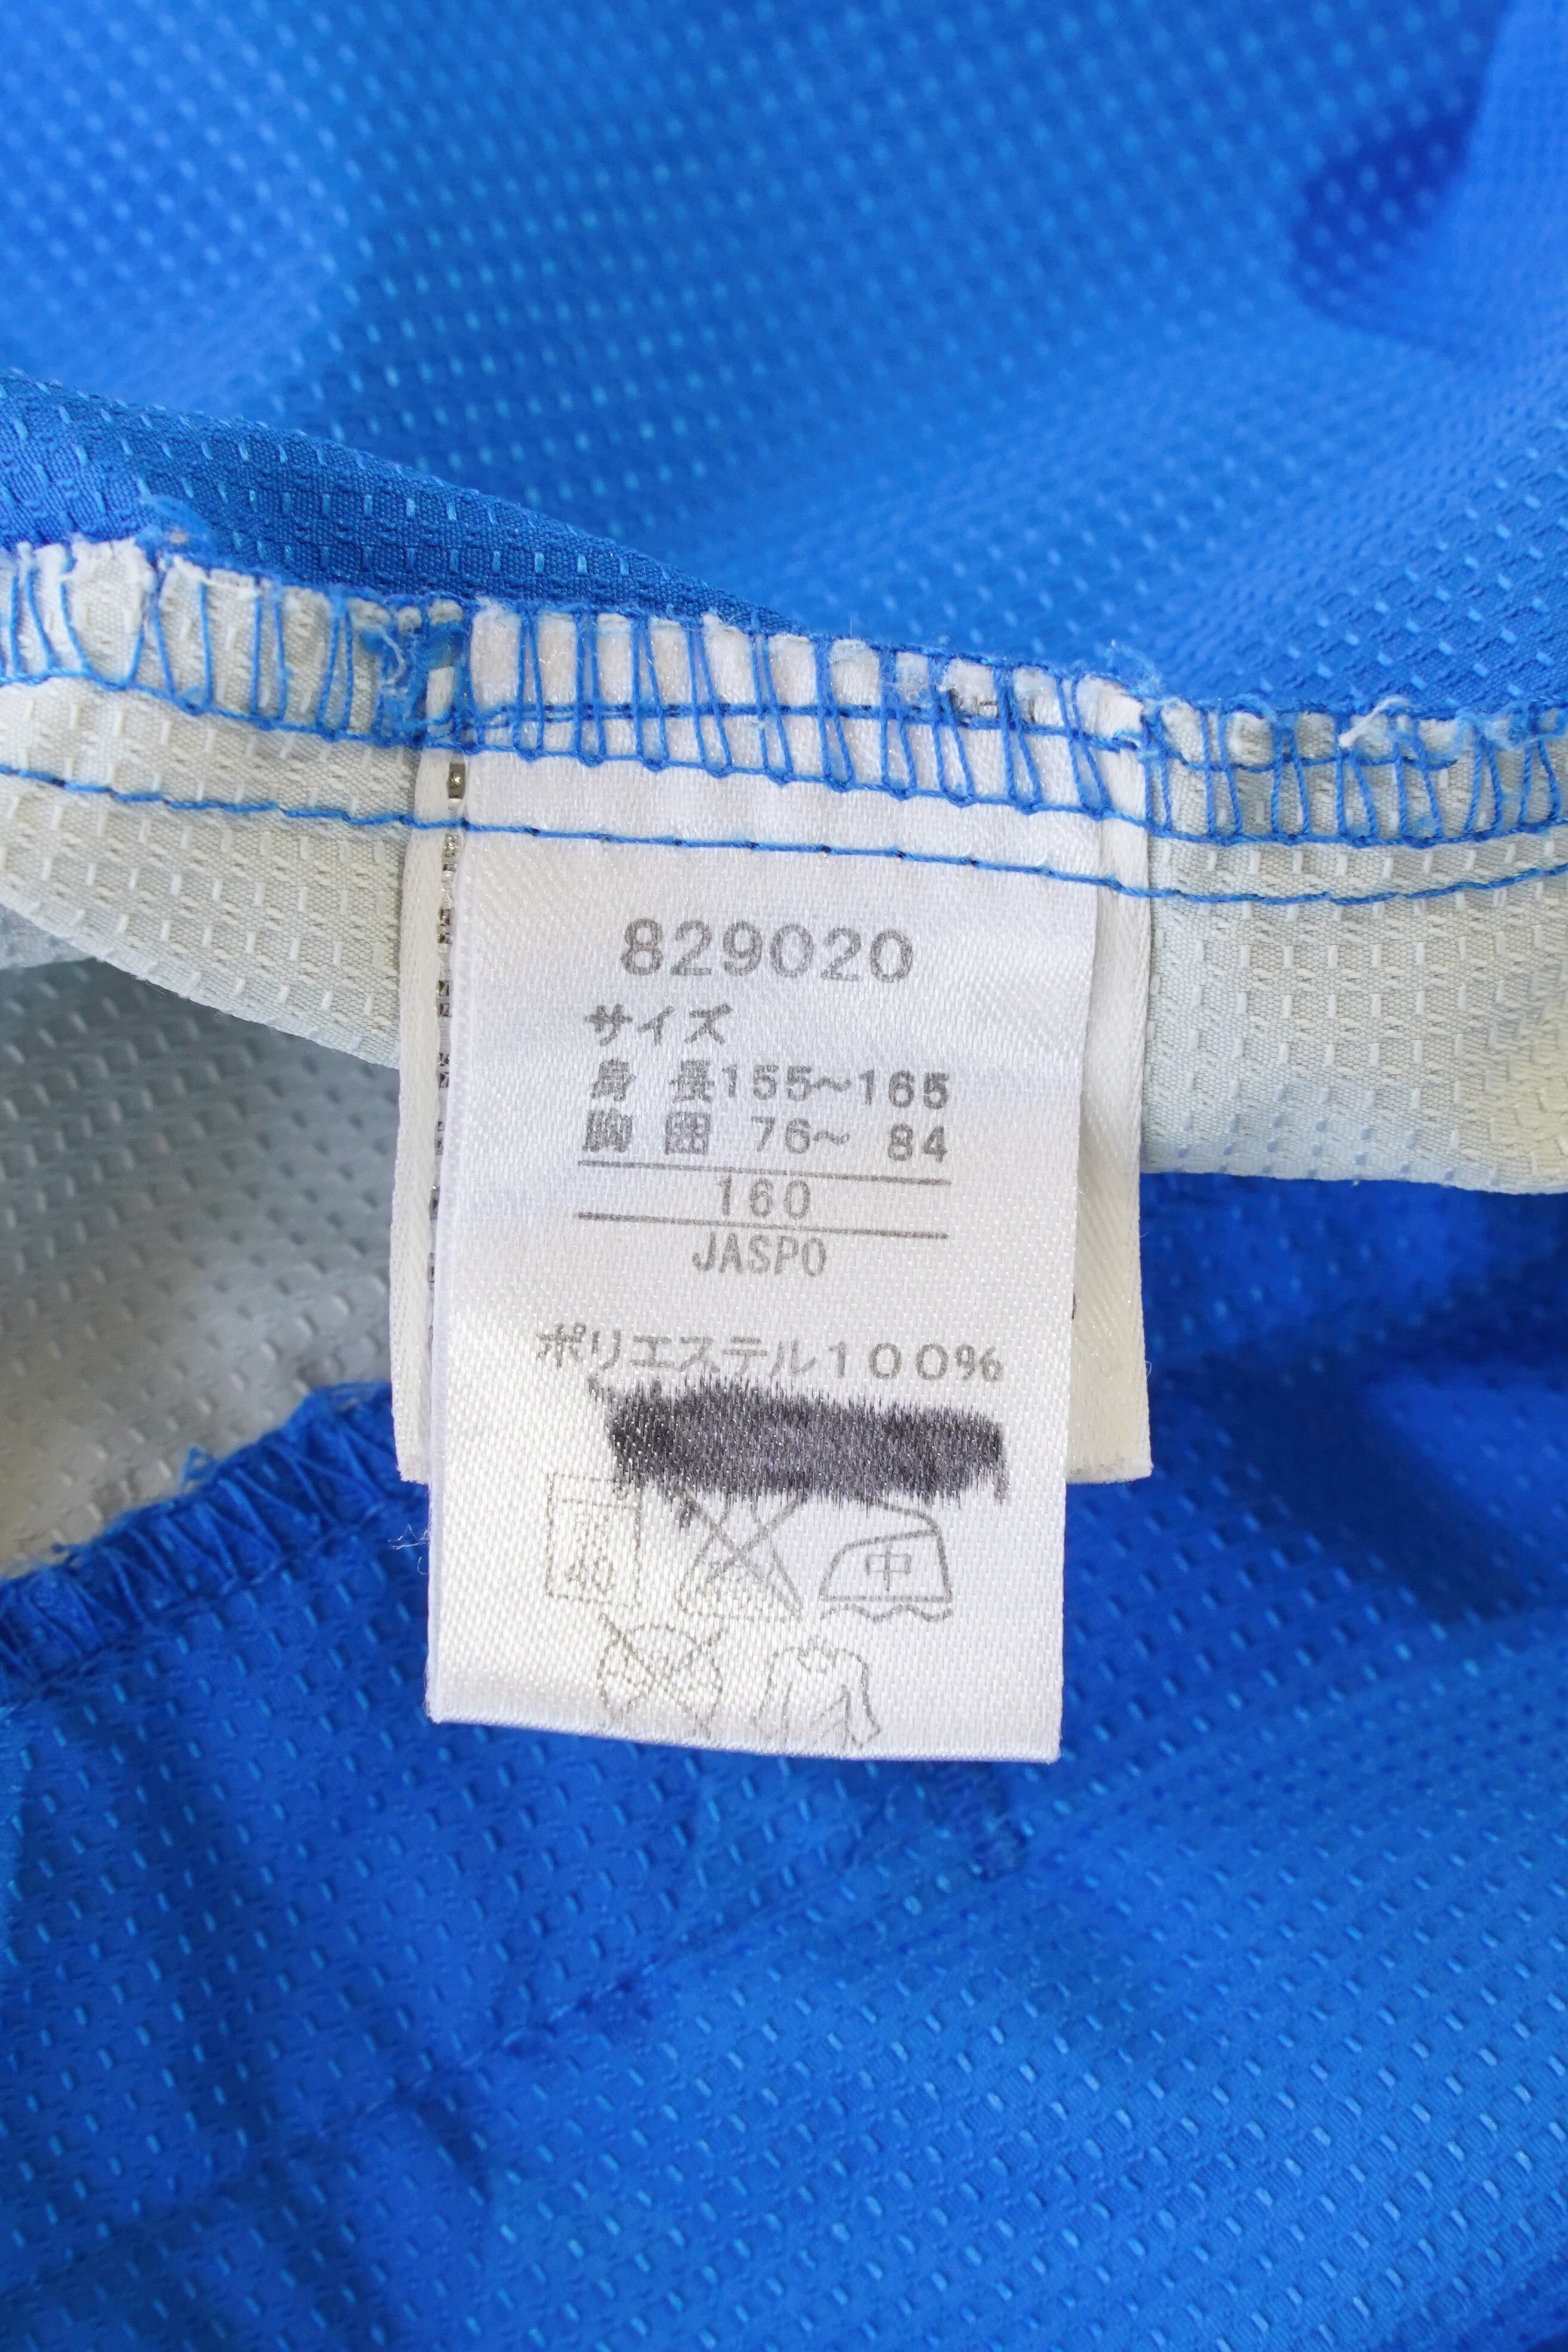 829020
サイズ
身 長155~165
胸 囲 76~ 84
160
JASPO
ポリエステル100%
40
中